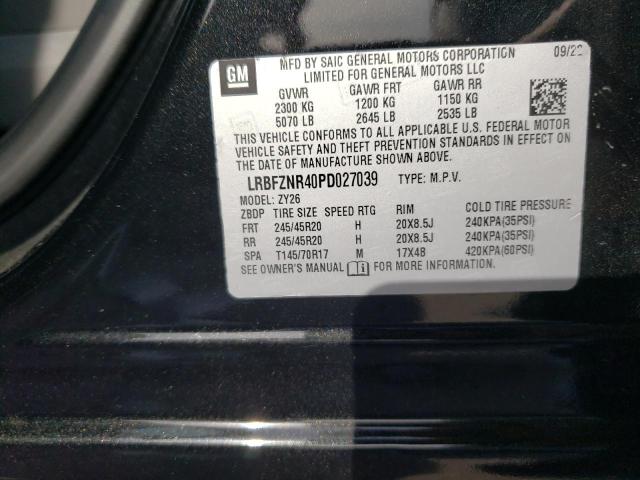 GM
MFD BY SAIC GENERAL MOTORS CORPORATION 09/22
LIMITED FOR GENERAL MOTORS LLC
GVWR GAWR FRT GAWR RR
2300 KG 1200 KG 1150 KG
5070 LB 2645 LB 2535 LB
THIS VEHICLE CONFORMS TO ALL APPLICABLE U.S. FEDERAL MOTOR
VEHICLE SAFETY AND THEFT PREVENTION STANDARDS IN EFFECT ON
THE DATE OF MANUFACTURE SHOWN ABOVE.
LRBFZNR40PD027039 TYPE: M.P.V.
MODEL: ZY26
ZBDP TIRE SIZE SPEED RTG RIM COLD TIRE PRESSURE
FRT 245/45R20 H 20X8.5J 240KPA(35PSI)
RR 245/45R20 H 20X8.5J 240KPA(35PSI)
SPA T145/70R17 M 17X4B 420KPA(60PSI)
SEE OWNER'S MANUAL FOR MORE INFORMATION.